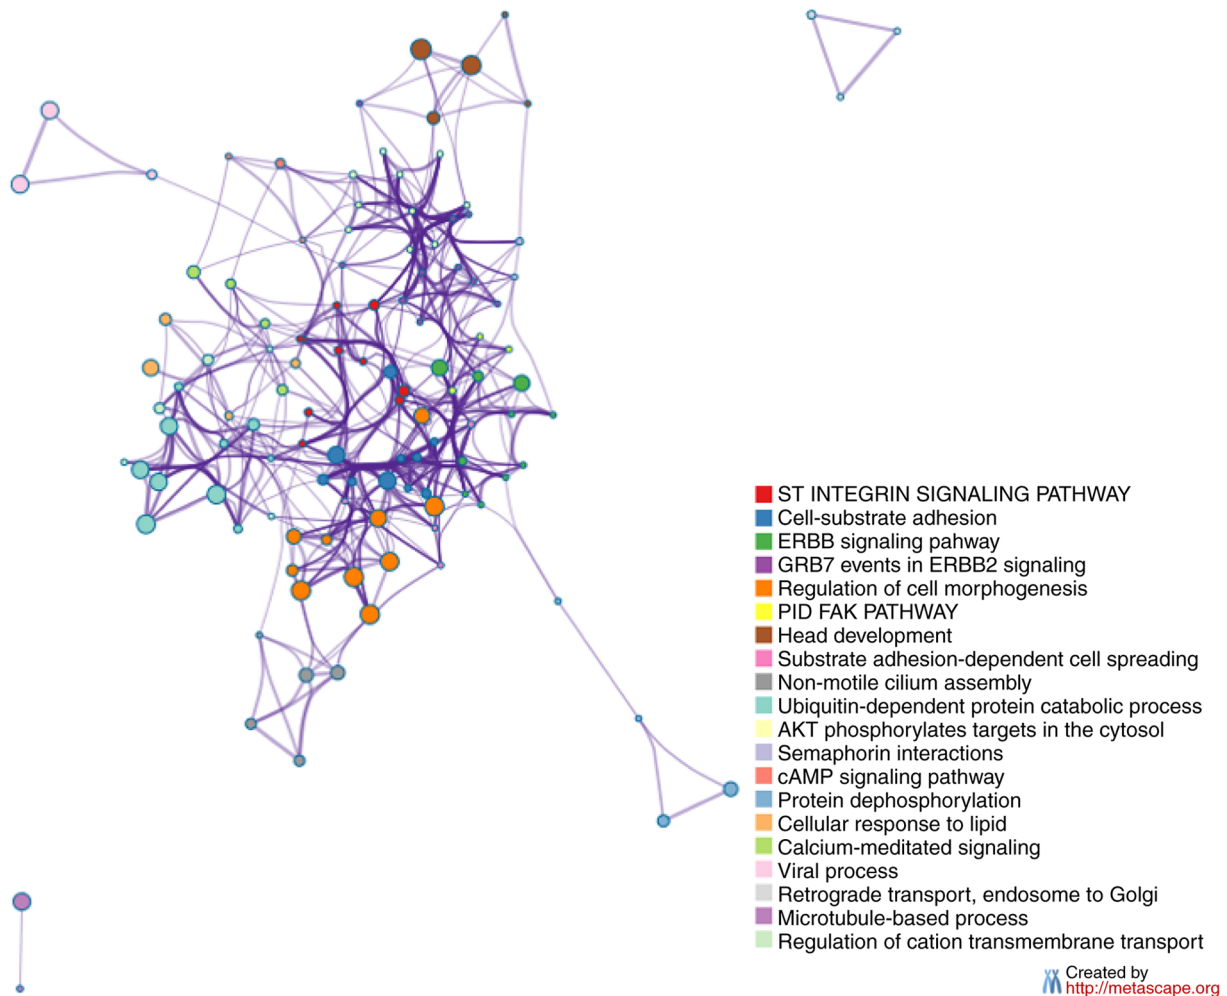 ST INTEGRIN SIGNALING PATHWAY
Cell-substrate adhesion
ERBB signaling pahway
GRB7 events in ERBB2 signaling
Regulation of cell morphogenesis
PID FAK PATHWAY
Head development
Substrate adhesion-dependent cell spreading
Non-motile cilium assembly
Ubiquitin-dependent protein catabolic process
AKT phosphorylates targets in the cytosol
Semaphorin interactions
cAMP signaling pathway
Protein dephosphorylation
Cellular response to lipid
Calcium-meditated signaling
Viral process
Retrograde transport, endosome to Golgi
Microtubule-based process
Regulation of cation transmembrane transport
Created by
http://metascape.org